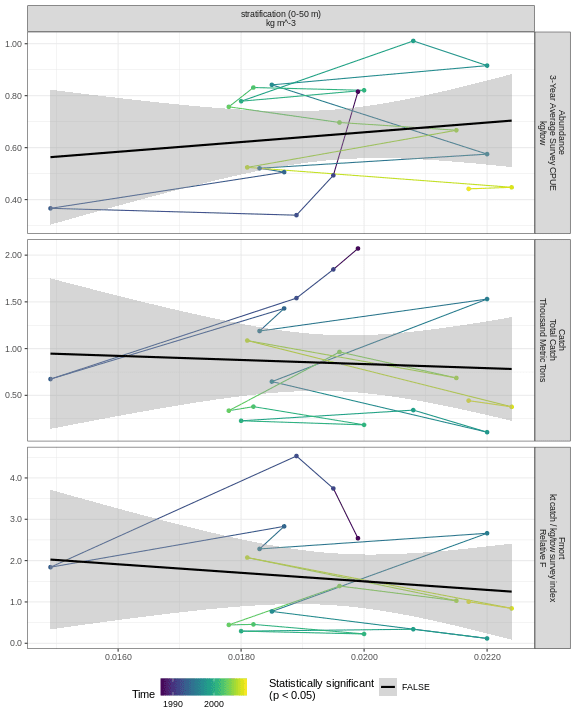 stratification (0-50 m)
kg m^-3
1.00
0.80
0.60
0.40
Abundance
3-Year Average Survey CPUE
kg/tow
2.00
1.50
1.00
0.50
Catch
Total Catch
Thousand Metric Tons
4.0
3.0
2.0
1.0
0.0
Fmort
kt catch / kg/tow survey index
Relative F
0.0160
0.0180
0.0200
0.0220
Time
1990
2000
Statistically significant
(p < 0.05)
FALSE